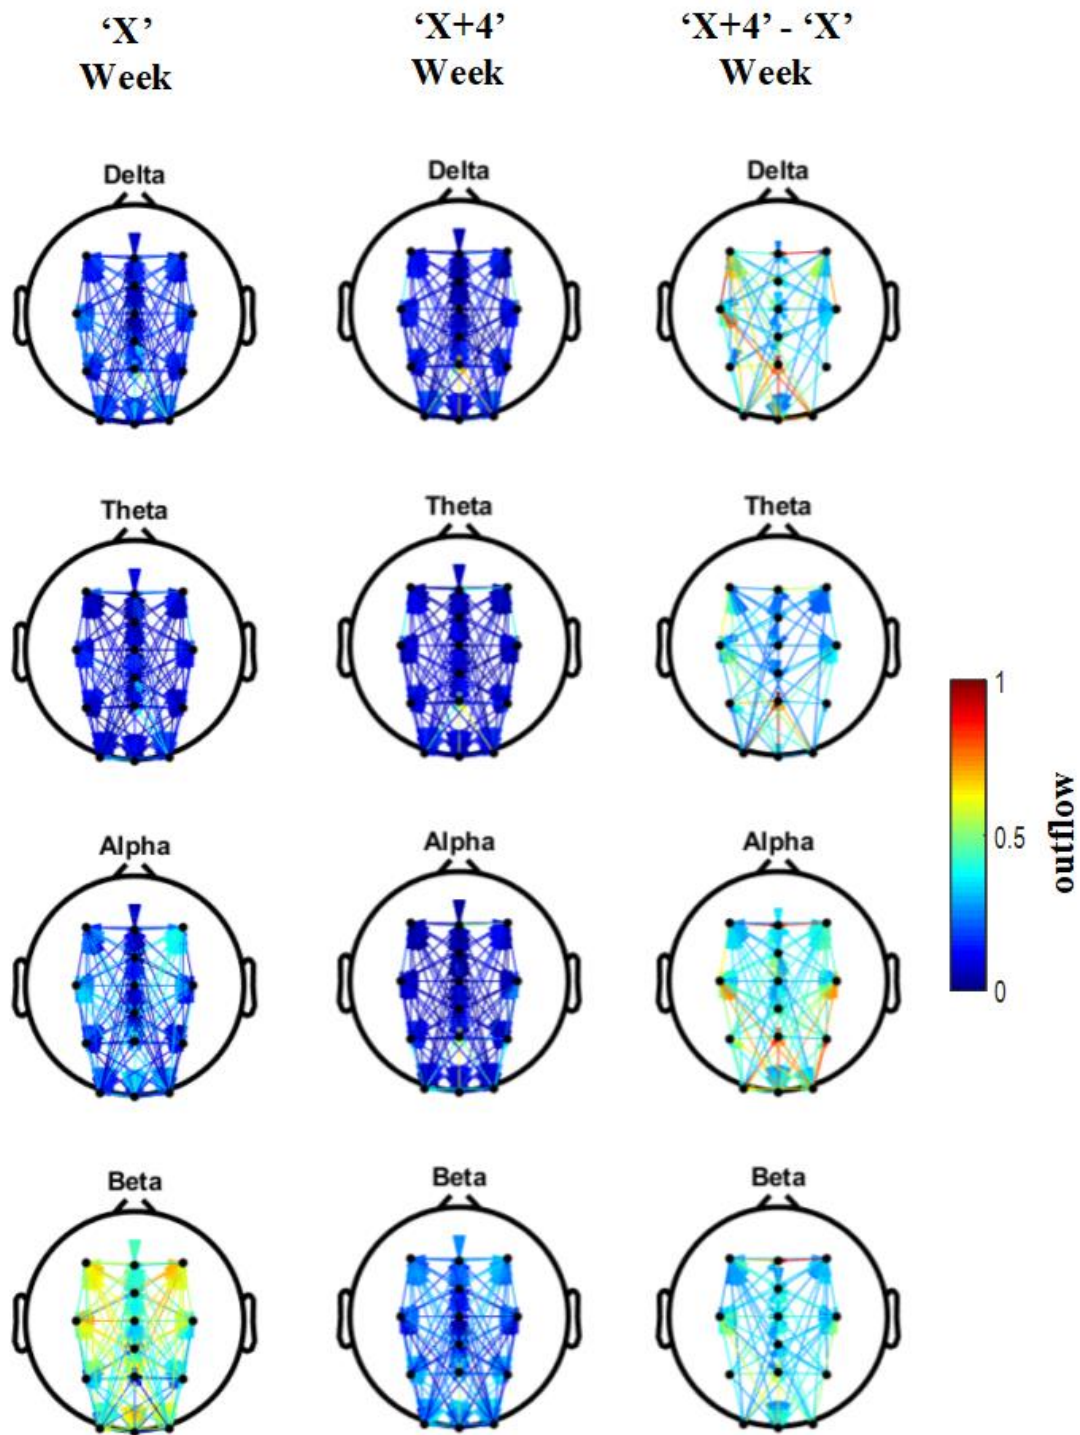 ‘X’
Week
‘X+4’
Week
‘X+4’ - ‘X’
Week
Delta
Delta
Delta
Theta
Theta
Theta
Alpha
Alpha
Alpha
Beta
Beta
Beta
1
0.5
0
outflow